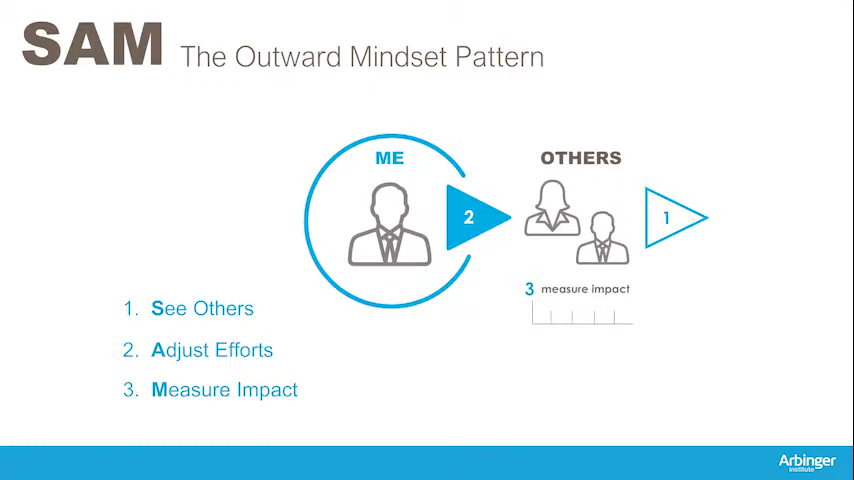 SAM The Outward Mindset Pattern
ME
OTHERS
2
1
3 measure impact
1. See Others
2. Adjust Efforts
3. Measure Impact
Arbinger
Institute